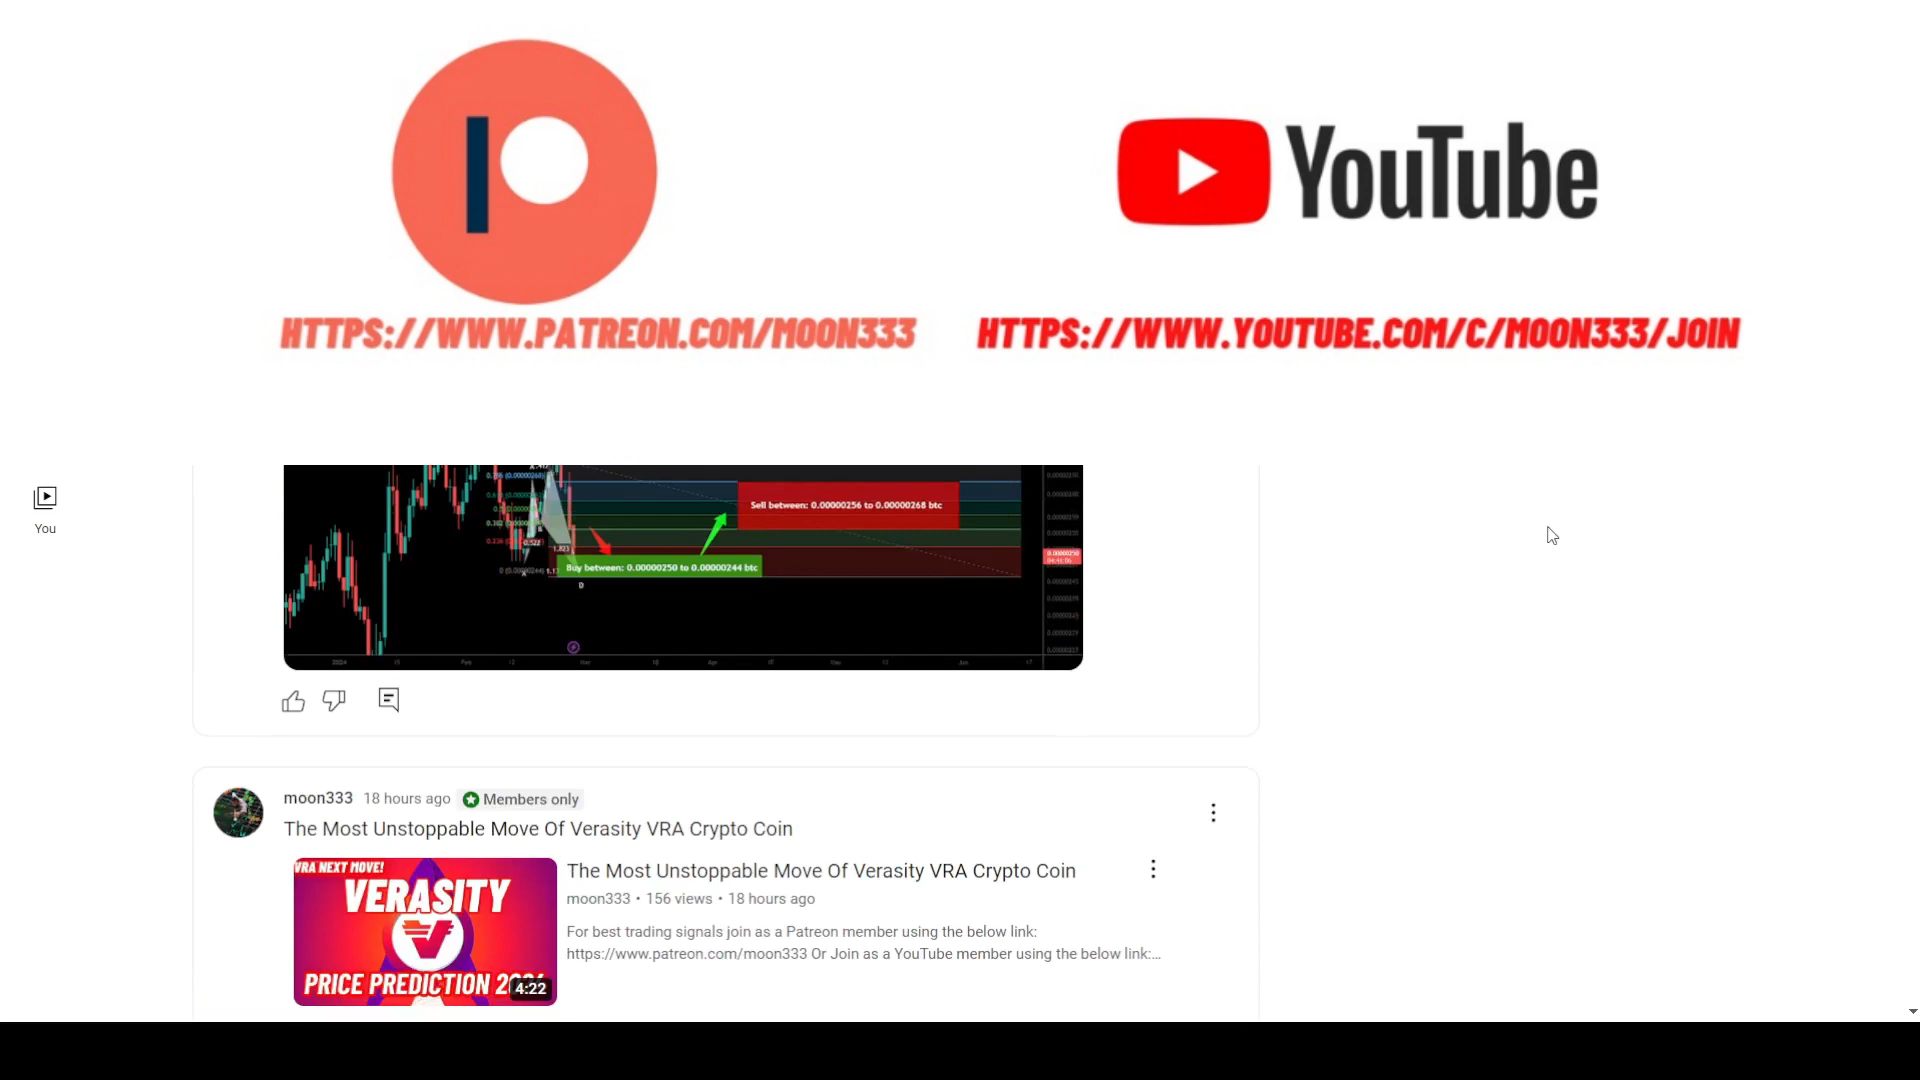 YouTube
HTTPS://WWW.PATREON.COM/MOON333
HTTPS://WWW.YOUTUBE.COM/C/MOON333/JOIN
You
Sell between: 0.00000256 to 0.00000268 btc
Buy between: 0.00000250 to 0.00000244 btc
D
moon333 18 hours ago Members only
The Most Unstoppable Move Of Verasity VRA Crypto Coin
VRA NEXT MOVE!
VERASITY
PRICE PREDICTION
4:22
The Most Unstoppable Move Of Verasity VRA Crypto Coin
moon333 • 156 views • 18 hours ago
For best trading signals join as a Patreon member using the below link:
https://www.patreon.com/moon333 Or Join as a YouTube member using the below link:...